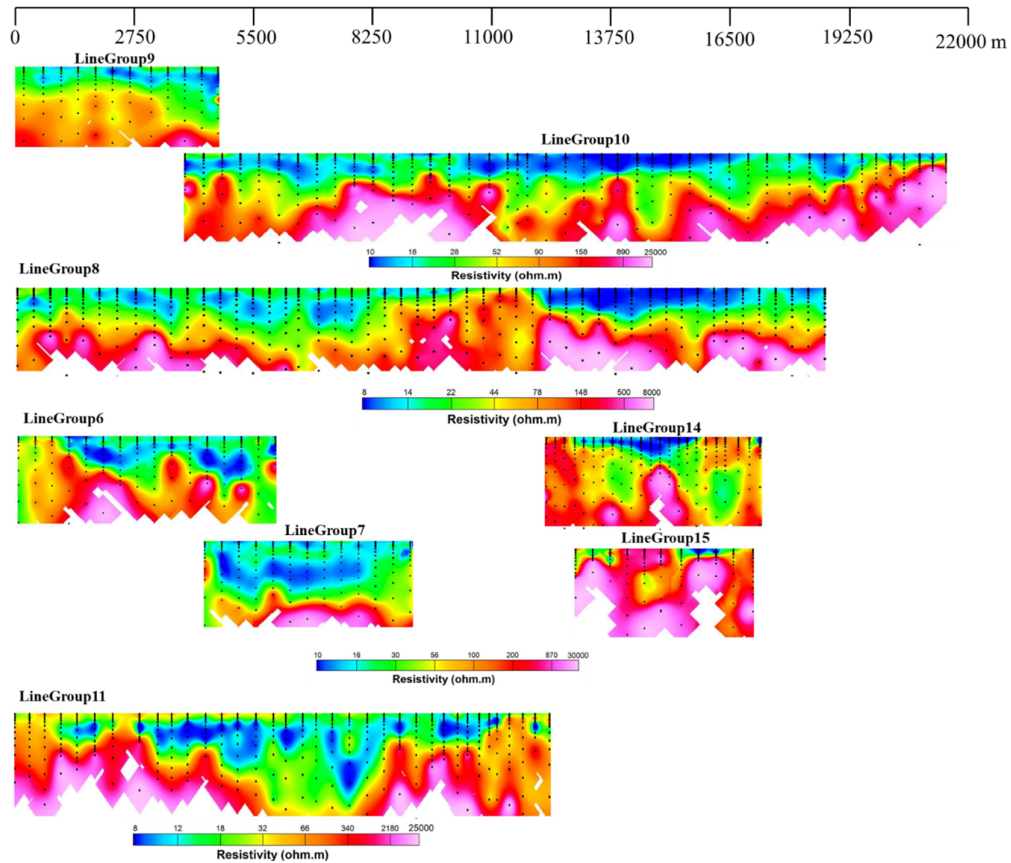 0 2750 5500 8250 11000 13750 16500 19250 22000 m
LineGroup9
LineGroup10
10 18 28 52 90 158 890 25000
Resistivity (ohm.m)
LineGroup8
8 14 22 44 78 148 500 8000
Resistivity (ohm.m)
LineGroup6
LineGroup14
LineGroup7
LineGroup15
10 16 30 56 100 200 870 30000
Resistivity (ohm.m)
LineGroup11
8 12 18 32 66 340 2180 25000
Resistivity (ohm.m)